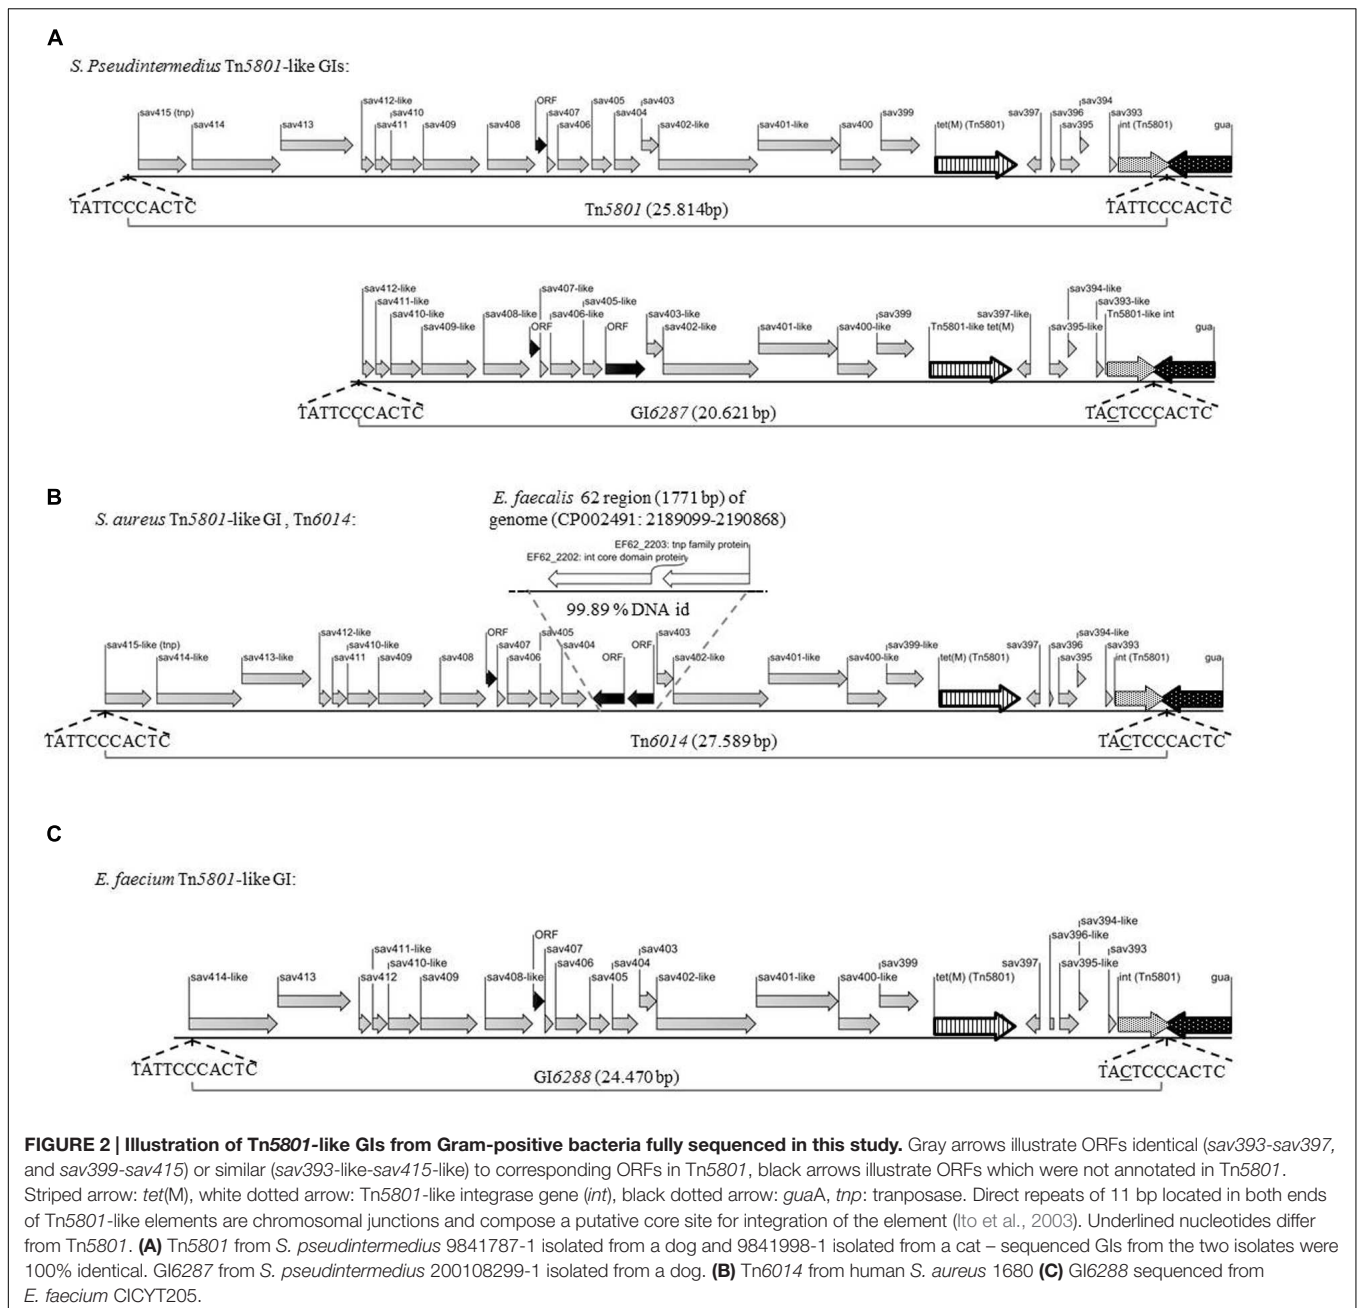 A
S. Pseudintermedius Tn5801-like GIs:
sav412-like ORF sav405 sav403 sav394
sav415 (tnp) sav410 sav407 sav404 sav399 sav397 sav396 sav393
sav414 sav413 sav411 sav409 sav408 sav406 sav402-like sav401-like sav400 tet(M) (Tn5801) sav395 int (Tn5801) gua
TATTCCCACTC Tn5801 (25.814bp) TATTCCCACTC
sav412-like sav407-like sav394-like
sav411-like sav405-like sav393-like
sav410-like sav408-like sav406-like sav403-like sav399 sav397-like Tn5801-like int
sav409-like ORF ORF sav402-like sav401-like sav400-like Tn5801-like tet(M) sav395-like gua
TATTCCCACTC GI6287 (20.621 bp) TACTCCCACTC
B
E. faecalis 62 region (1771 bp) of
S. aureus Tn5801-like GI , Tn6014: genome (CP002491: 2189099-2190868)
EF62_2203: tnp family protein
EF62_2202: int core domain protein
99.89 % DNA id
sav412-like ORF sav405 sav403 sav394-like
sav415-like (tnp) sav410-like sav407 sav404 ORF sav399-like sav397 sav396 sav393
sav414-like sav413-like sav411 sav409 sav408 sav406 ORF sav402-like sav401-like sav400-like tet(M) (Tn5801) sav395 int (Tn5801) gua
TATTCCCACTC Tn6014 (27.589 bp) TACTCCCACTC
C
E. faecium Tn5801-like GI:
sav394-like
ORF sav396-like
sav411-like sav407 sav403 sav393
sav410-like sav406 sav404 sav399 sav397 sav395-like
sav414-like sav413 sav412 sav409 sav408-like sav405 sav402-like sav401-like sav400-like tet(M) (Tn5801) int (Tn5801) gua
TATTCCCACTC GI6288 (24.470 bp) TACTCCCACTC
FIGURE 2 | Illustration of Tn5801-like GIs from Gram-positive bacteria fully sequenced in this study. Gray arrows illustrate ORFs identical (sav393-sav397,
and sav399-sav415) or similar (sav393-like-sav415-like) to corresponding ORFs in Tn5801, black arrows illustrate ORFs which were not annotated in Tn5801.
Striped arrow: tet(M), white dotted arrow: Tn5801-like integrase gene (int), black dotted arrow: guaA, tnp: tranposase. Direct repeats of 11 bp located in both ends
of Tn5801-like elements are chromosomal junctions and compose a putative core site for integration of the element (Ito et al., 2003). Underlined nucleotides differ
from Tn5801. (A) Tn5801 from S. pseudintermedius 9841787-1 isolated from a dog and 9841998-1 isolated from a cat – sequenced GIs from the two isolates were
100% identical. GI6287 from S. pseudintermedius 200108299-1 isolated from a dog. (B) Tn6014 from human S. aureus 1680 (C) GI6288 sequenced from
E. faecium CICYT205.